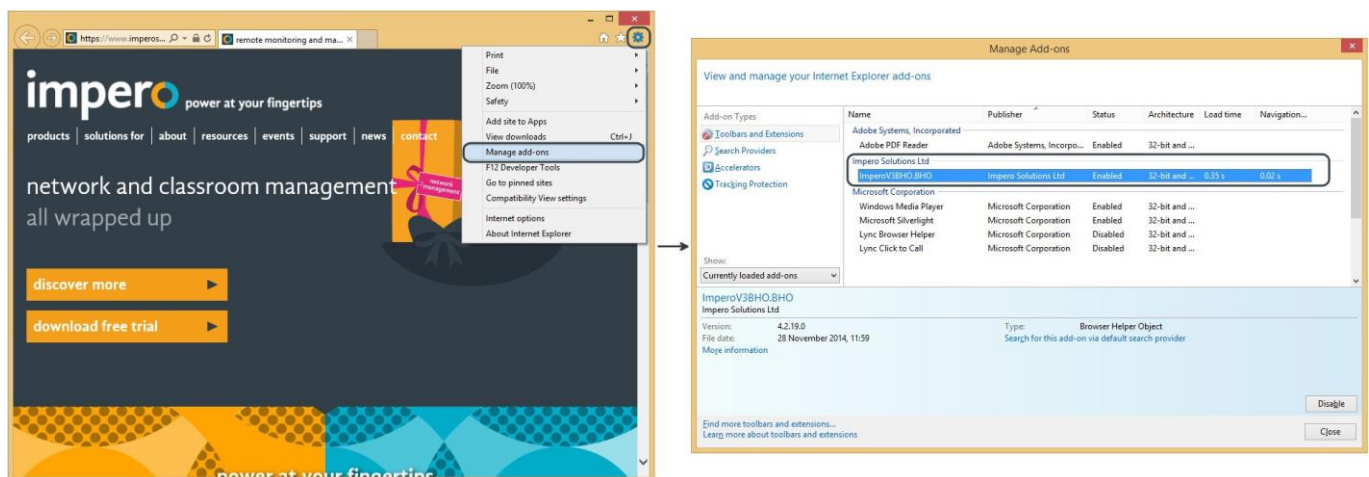 https://www.imperos...
remote monitoring and ma...
impero power at your fingertips
products | solutions for | about | resources | events | support | news | contact
network and classroom management
all wrapped up
network
management
discover more
download free trial
power at your fingertips
Print
File
Zoom (100%)
Safety
Add site to Apps
View downloads Ctrl+J
Manage add-ons
F12 Developer Tools
Go to pinned sites
Compatibility View settings
Internet options
About Internet Explorer
Manage Add-ons
View and manage your Internet Explorer add-ons
Add-on Types
Toolbars and Extensions
Search Providers
Accelerators
Tracking Protection
Show:
Currently loaded add-ons
Name Publisher Status Architecture Load time Navigation...
Adobe Systems, Incorporated
Adobe PDF Reader Adobe Systems, Incorpo... Enabled 32-bit and ...
Impero Solutions Ltd
ImperoV3BHO.BHO Impero Solutions Ltd Enabled 32-bit and ... 0.35 s 0.02 s
Microsoft Corporation
Windows Media Player Microsoft Corporation Enabled 32-bit and ...
Microsoft Silverlight Microsoft Corporation Enabled 32-bit and ...
Lync Browser Helper Microsoft Corporation Disabled 32-bit and ...
Lync Click to Call Microsoft Corporation Disabled 32-bit and ...
ImperoV3BHO.BHO
Impero Solutions Ltd
Version: 4.2.19.0 Type: Browser Helper Object
File date: 28 November 2014, 11:59 Search for this add-on via default search provider
More information
Disable
Find more toolbars and extensions...
Learn more about toolbars and extensions
Close